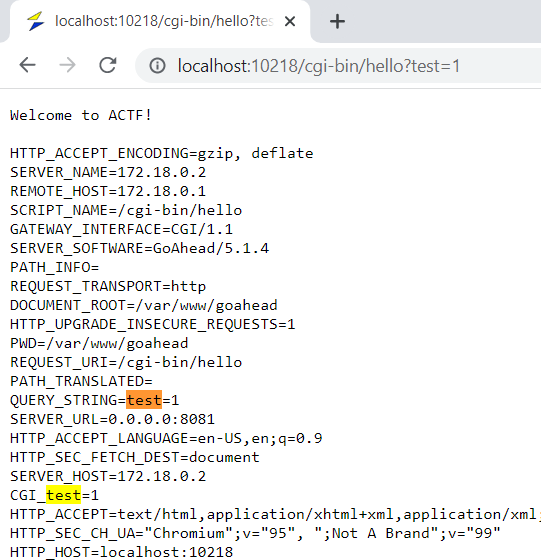 localhost:10218/cgi-bin/hello?tes
localhost:10218/cgi-bin/hello?test=1
Welcome to ACTF!
HTTP_ACCEPT_ENCODING=gzip, deflate
SERVER_NAME=172.18.0.2
REMOTE_HOST=172.18.0.1
SCRIPT_NAME=/cgi-bin/hello
GATEWAY_INTERFACE=CGI/1.1
SERVER_SOFTWARE=GoAhead/5.1.4
PATH_INFO=
REQUEST_TRANSPORT=http
DOCUMENT_ROOT=/var/www/goahead
HTTP_UPGRADE_INSECURE_REQUESTS=1
PWD=/var/www/goahead
REQUEST_URI=/cgi-bin/hello
PATH_TRANSLATED=
QUERY_STRING=test=1
SERVER_URL=0.0.0.0:8081
HTTP_ACCEPT_LANGUAGE=en-US,en;q=0.9
HTTP_SEC_FETCH_DEST=document
SERVER_HOST=172.18.0.2
CGI_test=1
HTTP_ACCEPT=text/html,application/xhtml+xml,application/xml;
HTTP_SEC_CH_UA="Chromium";v="95", ";Not A Brand";v="99"
HTTP_HOST=localhost:10218